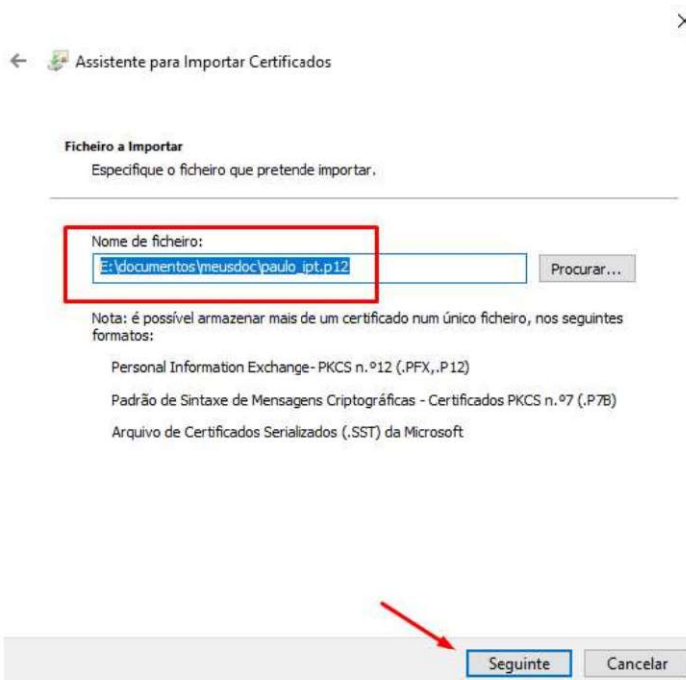 Assistente para Importar Certificados
Ficheiro a Importar
Especifique o ficheiro que pretende importar.
Nome de ficheiro:
E:\documentos\meusdoc\paulo_ipt.p12
Procurar...
Nota: é possível armazenar mais de um certificado num único ficheiro, nos seguintes
formatos:
Personal Information Exchange- PKCS n.º12 (.PFX,.P12)
Padrão de Sintaxe de Mensagens Criptográficas - Certificados PKCS n.º7 (.P7B)
Arquivo de Certificados Serializados (.SST) da Microsoft
Seguinte
Cancelar